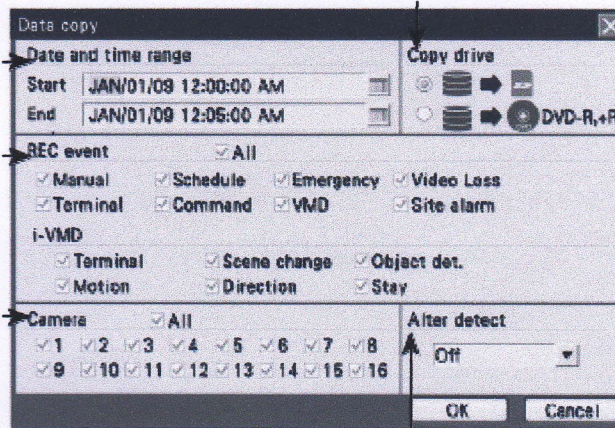 Data copy
Date and time range
Start JAN/01/09 12:00:00 AM
End JAN/01/09 12:05:00 AM
Copy drive
DVD-R,+R
REC event All
Manual Schedule Emergency Video Loss
Terminal Command VMD Site alarm
i-VMD
Terminal Scene change Object det.
Motion Direction Stay
Camera All
1 2 3 4 5 6 7 8
9 10 11 12 13 14 15 16
Alter detect
Off
OK Cancel